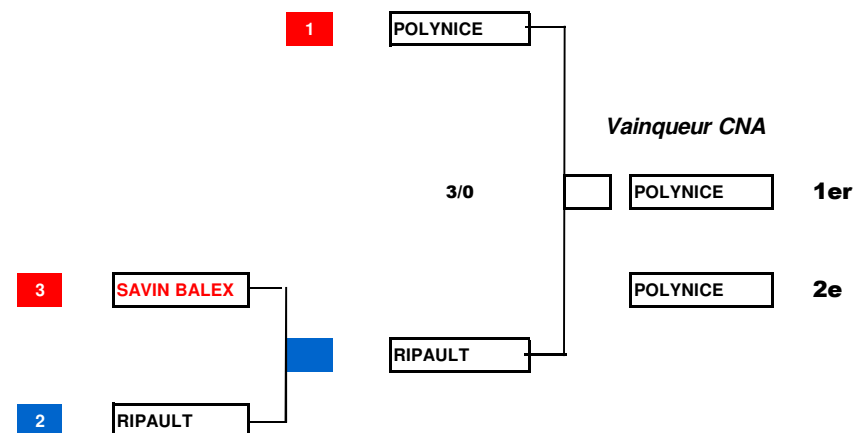 1 POLYNICE
Vainqueur CNA
3/0 POLYNICE 1er
3 SAVIN BALEX POLYNICE 2e
RIPAULT
2 RIPAULT